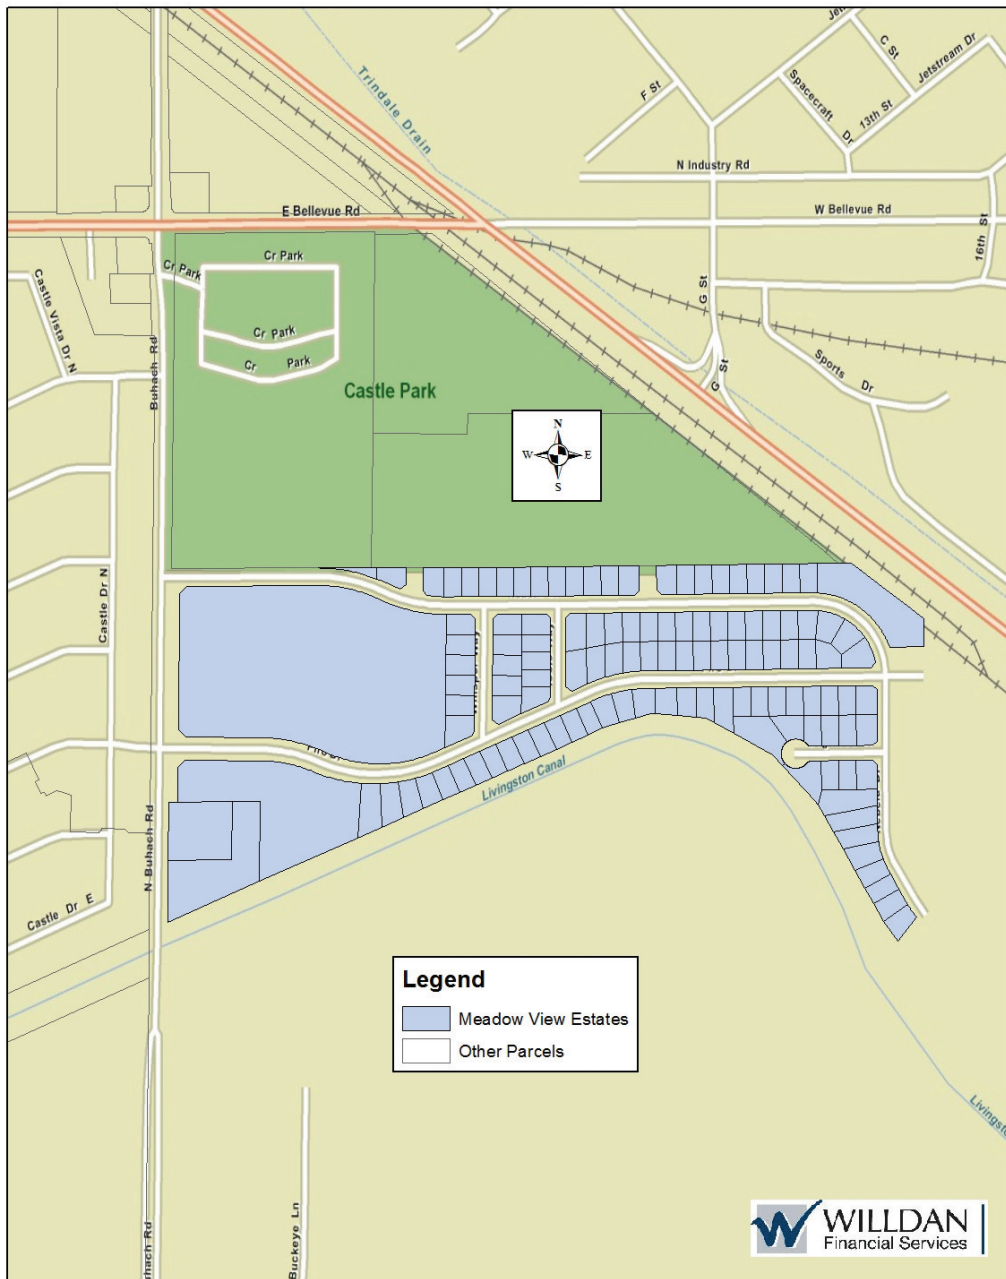 Trindale Drain
F St
C St
Jetstream Dr
13th St
Spacecraft Dr
N Industry Rd
E Bellevue Rd
W Bellevue Rd
16th St
G St
Cr Park
Cr Park
Cr Park
Cr Park
Castle Vista Dr N
Buhach Rd
Castle Park
N
W E
S
G St
Sports Dr
Castle Dr N
Whisper Way
Livingston Canal
N Buhach Rd
Castle Dr E
Legend
Meadow View Estates
Other Parcels
Buckeye Ln
WILLDAN
Financial Services